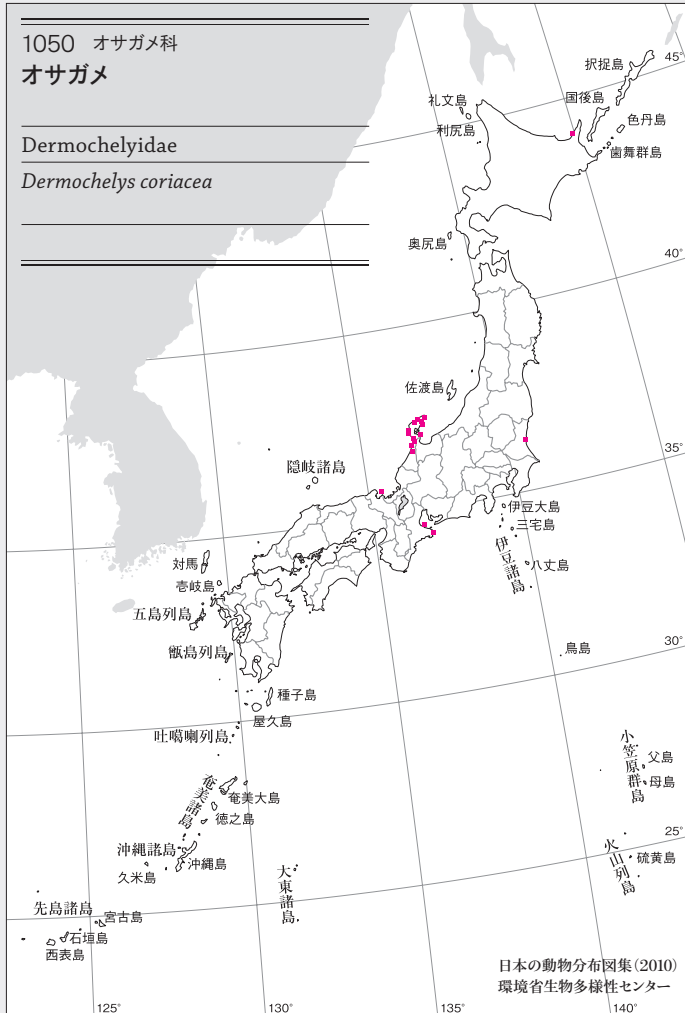 1050 オサガメ科
オサガメ
Dermochelyidae
Dermochelys coriacea
45°
択捉島
国後島
礼文島
色丹島
利尻島
歯舞群島
奥尻島
40°
佐渡島
35°
隠岐諸島
伊豆大島
三宅島
伊豆諸島
八丈島
対馬
壱岐島
五島列島
甑島列島
鳥島
30°
種子島
屋久島
吐噶喇列島
小笠原群島
父島
母島
奄美諸島
奄美大島
徳之島
25°
沖縄諸島
沖縄島
久米島
火山列島
硫黄島
大東諸島
先島諸島
宮古島
石垣島
西表島
日本の動物分布図集(2010)
環境省生物多様性センター
125°
130°
135°
140°